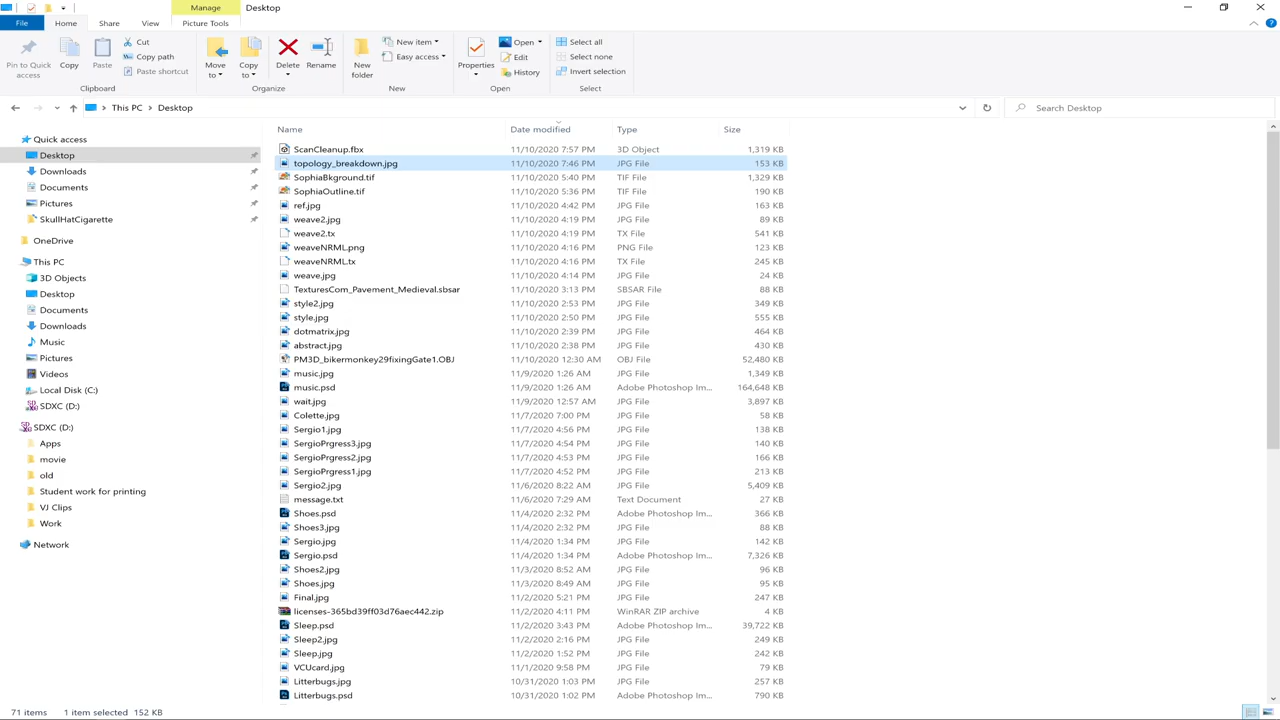 Manage
Desktop
File
Home
Share
View
Picture Tools
Pin to Quick access
Copy
Paste
Cut
Copy path
Paste shortcut
Move to
Copy to
Delete
Rename
New folder
New item
Easy access
Properties
Open
Edit
History
Select all
Select none
Invert selection
Clipboard
Organize
New
Open
Select
This PC > Desktop
Search Desktop
Quick access
Desktop
Downloads
Documents
Pictures
SkullHatCigarette
OneDrive
This PC
3D Objects
Desktop
Documents
Downloads
Music
Pictures
Videos
Local Disk (C:)
SDXC (D:)
SDXC (D:)
Apps
movie
old
Student work for printing
VJ Clips
Work
Network
Name Date modified Type Size
ScanCleanup.fbx 11/10/2020 7:57 PM 3D Object 1,319 KB
topology_breakdown.jpg 11/10/2020 7:46 PM JPG File 153 KB
SophiaBkground.tif 11/10/2020 5:40 PM TIF File 1,329 KB
SophiaOutline.tif 11/10/2020 5:36 PM TIF File 190 KB
ref.jpg 11/10/2020 4:42 PM JPG File 163 KB
weave2.jpg 11/10/2020 4:19 PM JPG File 89 KB
weave2.tx 11/10/2020 4:19 PM TX File 541 KB
weaveNRML.png 11/10/2020 4:16 PM PNG File 123 KB
weaveNRML.tx 11/10/2020 4:16 PM TX File 245 KB
weave.jpg 11/10/2020 4:14 PM JPG File 24 KB
TexturesCom_Pavement_Medieval.sbsar 11/10/2020 3:13 PM SBSAR File 88 KB
style2.jpg 11/10/2020 2:53 PM JPG File 349 KB
style.jpg 11/10/2020 2:50 PM JPG File 555 KB
dotmatrix.jpg 11/10/2020 2:39 PM JPG File 464 KB
abstract.jpg 11/10/2020 2:38 PM JPG File 430 KB
PM3D_bikermonkey29fixingGate1.OBJ 11/10/2020 12:30 AM OBJ File 52,480 KB
music.jpg 11/9/2020 1:26 AM JPG File 1,349 KB
music.psd 11/9/2020 1:26 AM Adobe Photoshop Im... 164,648 KB
wait.jpg 11/9/2020 12:57 AM JPG File 3,897 KB
Colette.jpg 11/7/2020 7:00 PM JPG File 58 KB
Sergio1.jpg 11/7/2020 4:56 PM JPG File 138 KB
SergioPrgress3.jpg 11/7/2020 4:54 PM JPG File 140 KB
SergioPrgress2.jpg 11/7/2020 4:53 PM JPG File 166 KB
SergioPrgress1.jpg 11/7/2020 4:52 PM JPG File 213 KB
Sergio2.jpg 11/6/2020 8:22 AM JPG File 5,409 KB
message.txt 11/6/2020 7:29 AM Text Document 27 KB
Shoes.psd 11/4/2020 2:32 PM Adobe Photoshop Im... 366 KB
Shoes3.jpg 11/4/2020 2:32 PM JPG File 88 KB
Sergio.jpg 11/4/2020 1:34 PM JPG File 142 KB
Sergio.psd 11/4/2020 1:34 PM Adobe Photoshop Im... 7,326 KB
Shoes2.jpg 11/3/2020 8:52 AM JPG File 96 KB
Shoes.jpg 11/3/2020 8:49 AM JPG File 95 KB
Final.jpg 11/2/2020 5:21 PM JPG File 247 KB
licenses-365bd39ff03d76aec442.zip 11/2/2020 4:11 PM WinRAR ZIP archive 4 KB
Sleep.psd 11/2/2020 3:43 PM Adobe Photoshop Im... 39,722 KB
Sleep2.jpg 11/2/2020 2:16 PM JPG File 249 KB
Sleep.jpg 11/2/2020 1:52 PM JPG File 242 KB
VCUcard.jpg 11/1/2020 9:58 PM JPG File 79 KB
Litterbugs.jpg 10/31/2020 1:03 PM JPG File 257 KB
Litterbugs.psd 10/31/2020 1:02 PM Adobe Photoshop Im... 790 KB
71 items 1 item selected 152 KB